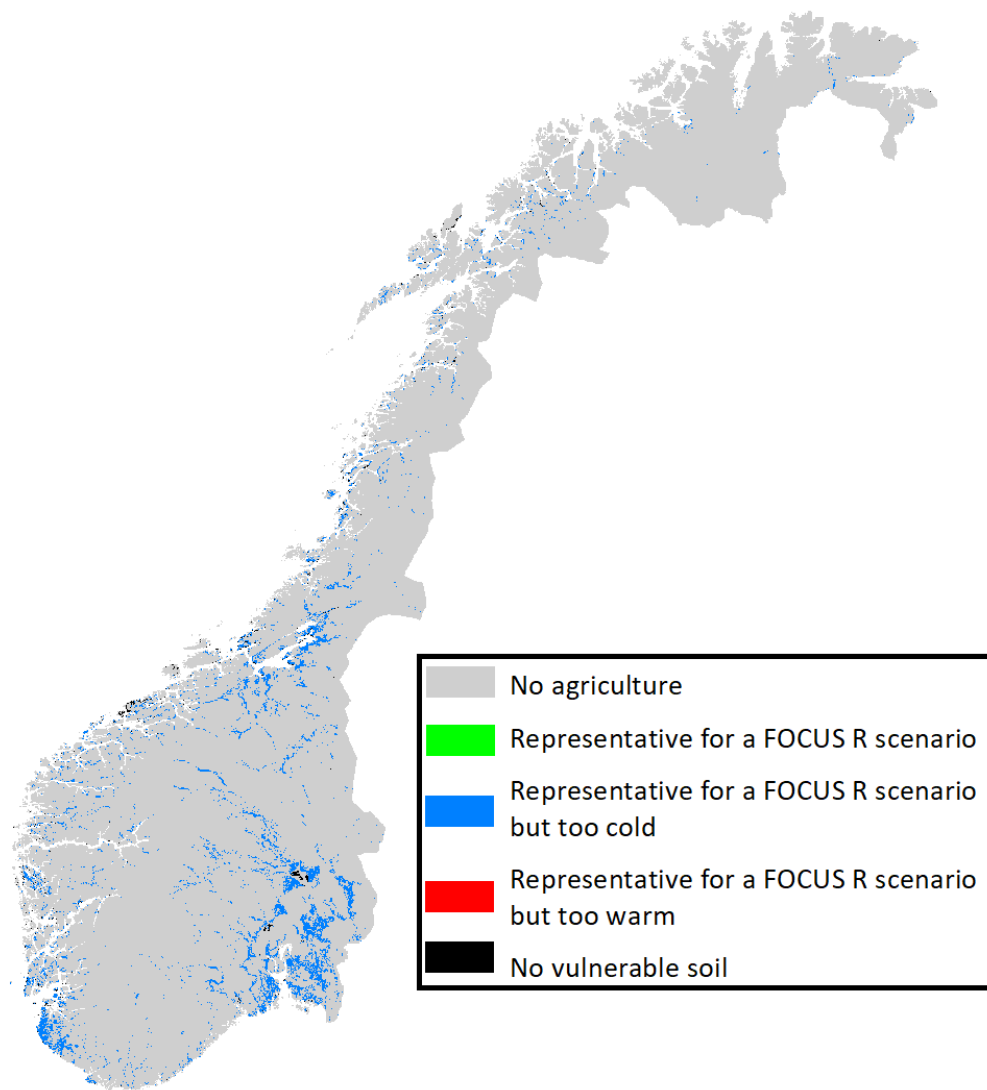 No agriculture
Representative for a FOCUS R scenario
Representative for a FOCUS R scenario
but too cold
Representative for a FOCUS R scenario
but too warm
No vulnerable soil